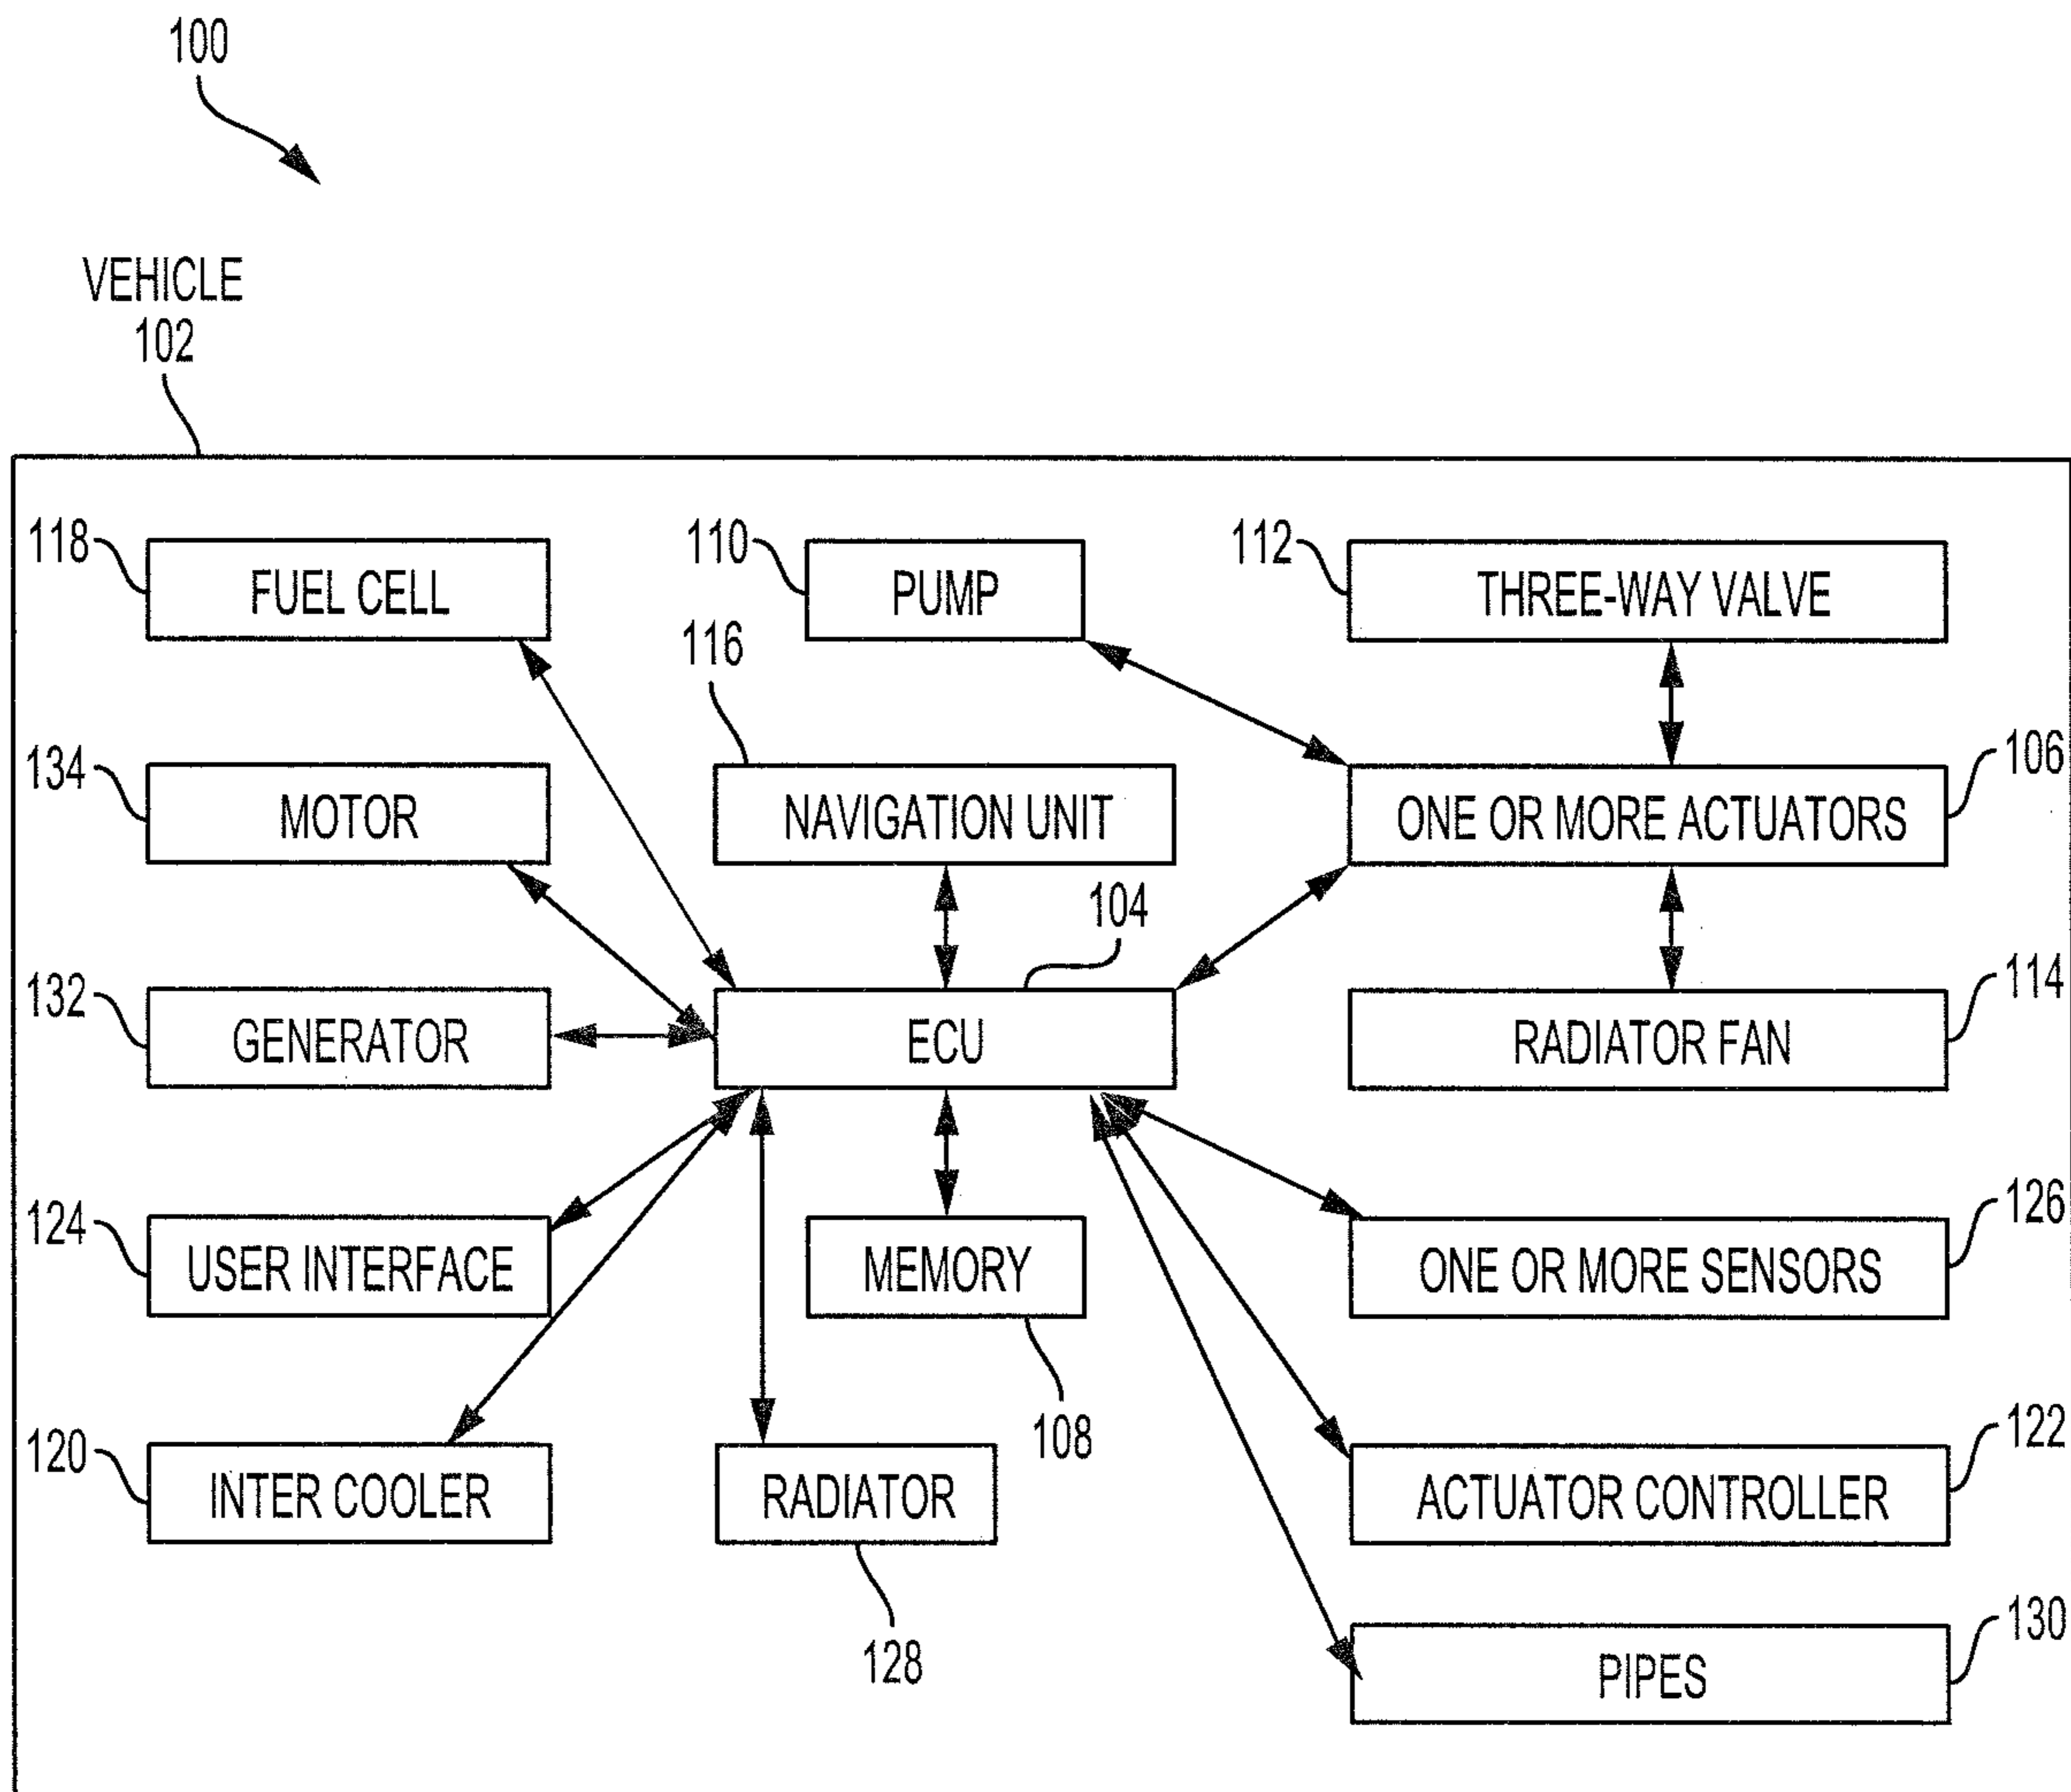 100
VEHICLE
102
118
FUEL CELL
110
PUMP
112
THREE-WAY VALVE
116
134
MOTOR
NAVIGATION UNIT
ONE OR MORE ACTUATORS
106
104
132
GENERATOR
ECU
RADIATOR FAN
114
124
USER INTERFACE
MEMORY
ONE OR MORE SENSORS
126
108
120
INTER COOLER
RADIATOR
ACTUATOR CONTROLLER
122
128
PIPES
130